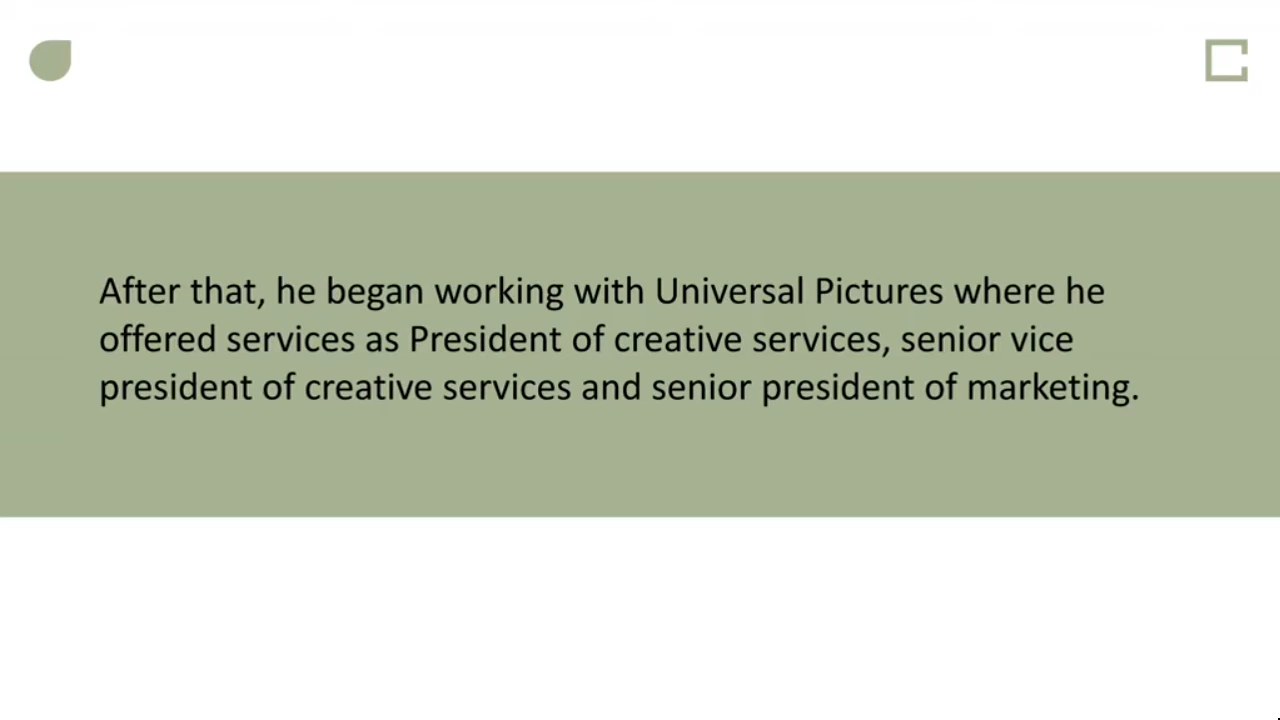 After that, he began working with Universal Pictures where he
offered services as President of creative services, senior vice
president of creative services and senior president of marketing.